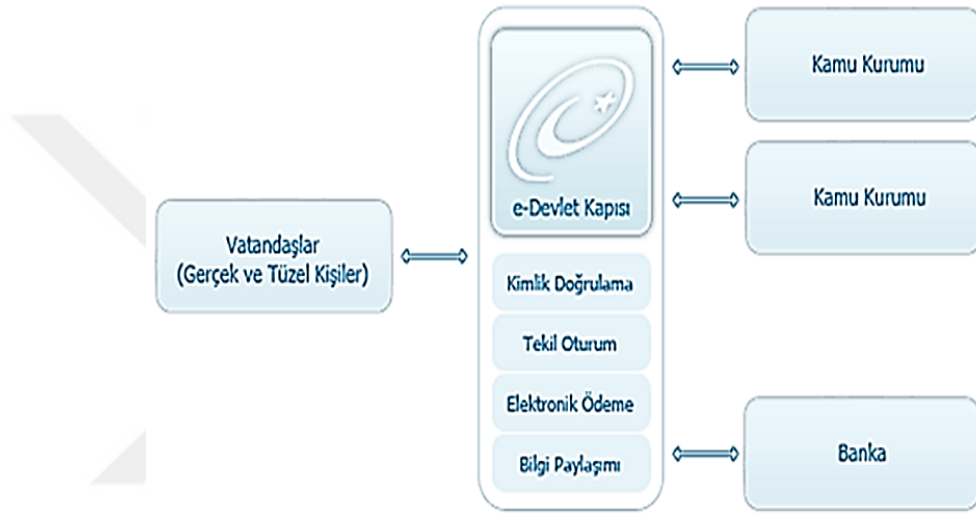 Vatandaşlar
(Gerçek ve Tüzel Kişiler)
e-Devlet Kapısı
Kimlik Doğrulama
Tekil Oturum
Elektronik Ödeme
Bilgi Paylaşımı
Kamu Kurumu
Kamu Kurumu
Banka